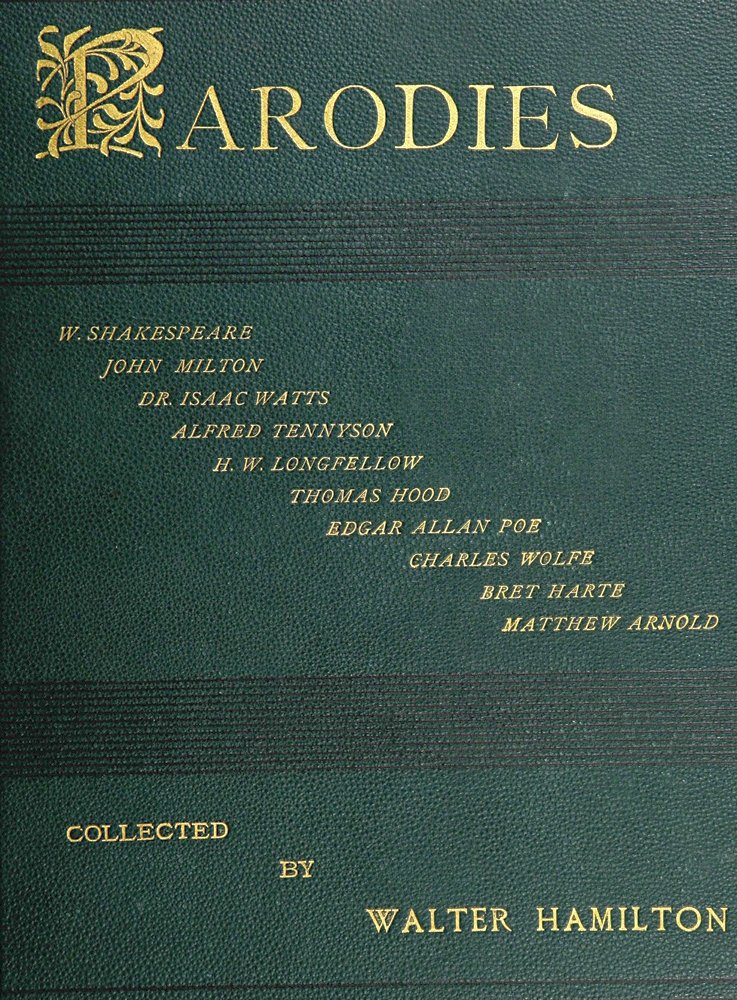 PARODIES
W. SHAKESPEARE
JOHN MILTON
DR. ISAAC WATTS
ALFRED TENNYSON
H. W. LONGFELLOW
THOMAS HOOD
EDGAR ALLAN POE
CHARLES WOLFE
BRET HARTE
MATTHEW ARNOLD
COLLECTED
BY
WALTER HAMILTON